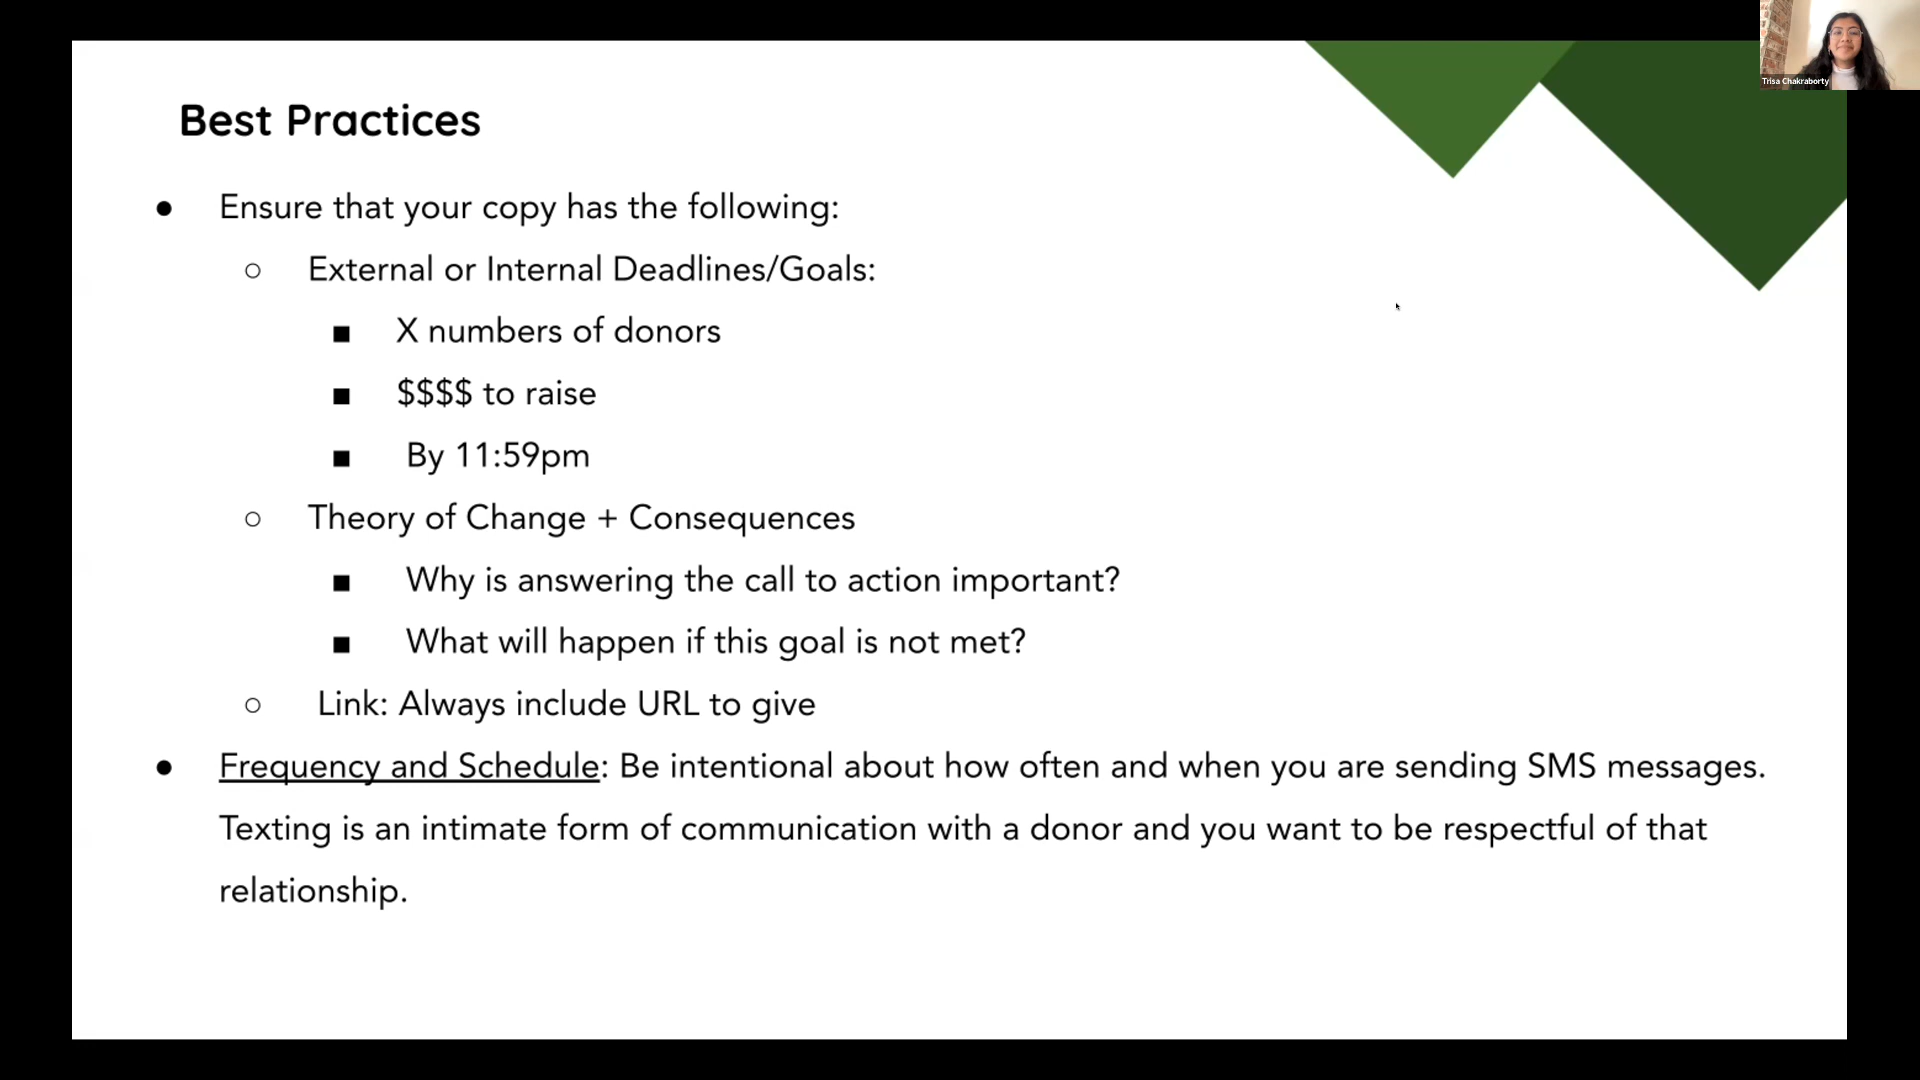 Trisa Chakraborty
Best Practices
● Ensure that your copy has the following:
○ External or Internal Deadlines/Goals:
■ X numbers of donors
■ $$$$ to raise
■ By 11:59pm
○ Theory of Change + Consequences
■ Why is answering the call to action important?
■ What will happen if this goal is not met?
○ Link: Always include URL to give
● Frequency and Schedule: Be intentional about how often and when you are sending SMS messages.
Texting is an intimate form of communication with a donor and you want to be respectful of that
relationship.